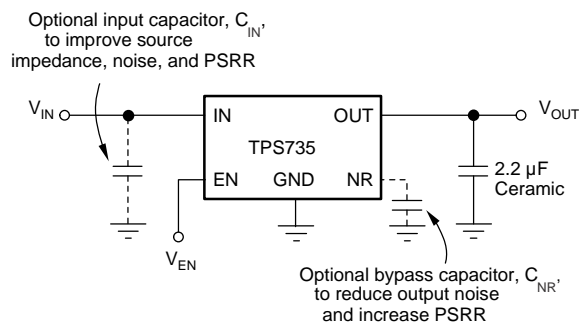 Optional input capacitor, C_IN,
to improve source
impedance, noise, and PSRR
V_IN
IN
OUT
V_OUT
TPS735
EN
GND
NR
2.2 µF
Ceramic
V_EN
Optional bypass capacitor, C_NR,
to reduce output noise
and increase PSRR